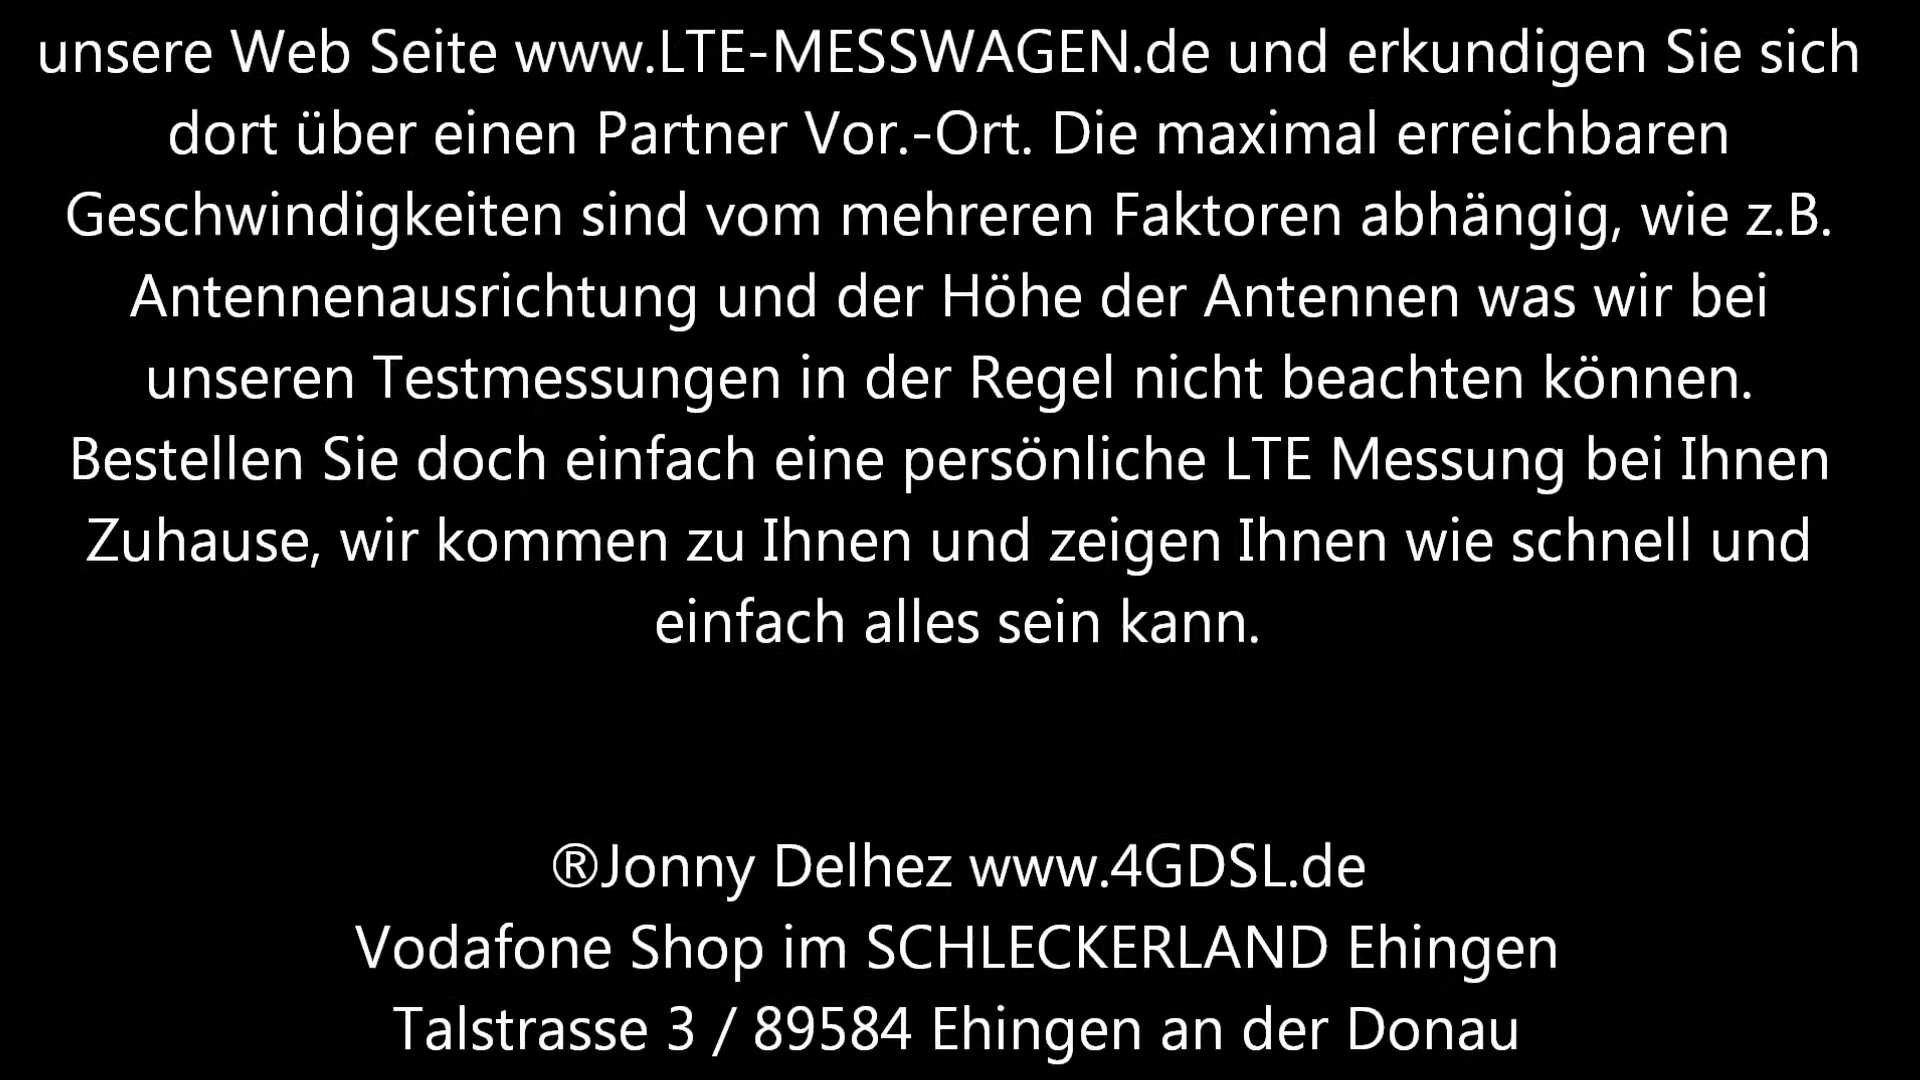 unsere Web Seite www.LTE-MESSWAGEN.de und erkundigen Sie sich
dort über einen Partner Vor.-Ort. Die maximal erreichbaren
Geschwindigkeiten sind vom mehreren Faktoren abhängig, wie z.B.
Antennenausrichtung und der Höhe der Antennen was wir bei
unseren Testmessungen in der Regel nicht beachten können.
Bestellen Sie doch einfach eine persönliche LTE Messung bei Ihnen
Zuhause, wir kommen zu Ihnen und zeigen Ihnen wie schnell und
einfach alles sein kann.
®Jonny Delhez www.4GDSL.de
Vodafone Shop im SCHLECKERLAND Ehingen
Talstrasse 3 / 89584 Ehingen an der Donau